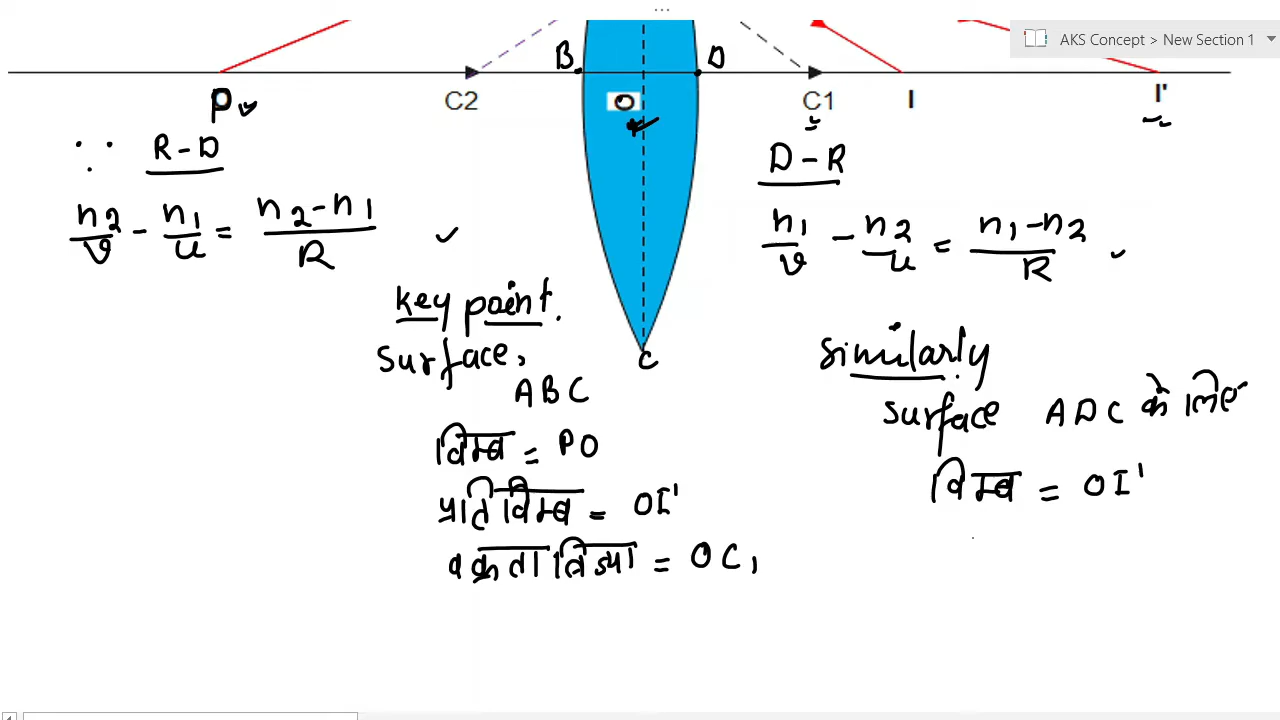 ...
AKS Concept > New Section 1
B D
P C2 O C1 I I'
∵ R-D
n2/v - n1/u = n2-n1/R
D-R
n1/v - n2/u = n1-n2/R
C
key point.
surface,
ABC
विम्ब = PO
प्रतिविम्ब = OI'
वक्रता त्रिज्या = OC1
similarly
surface ADC के लिए
विम्ब = OI'